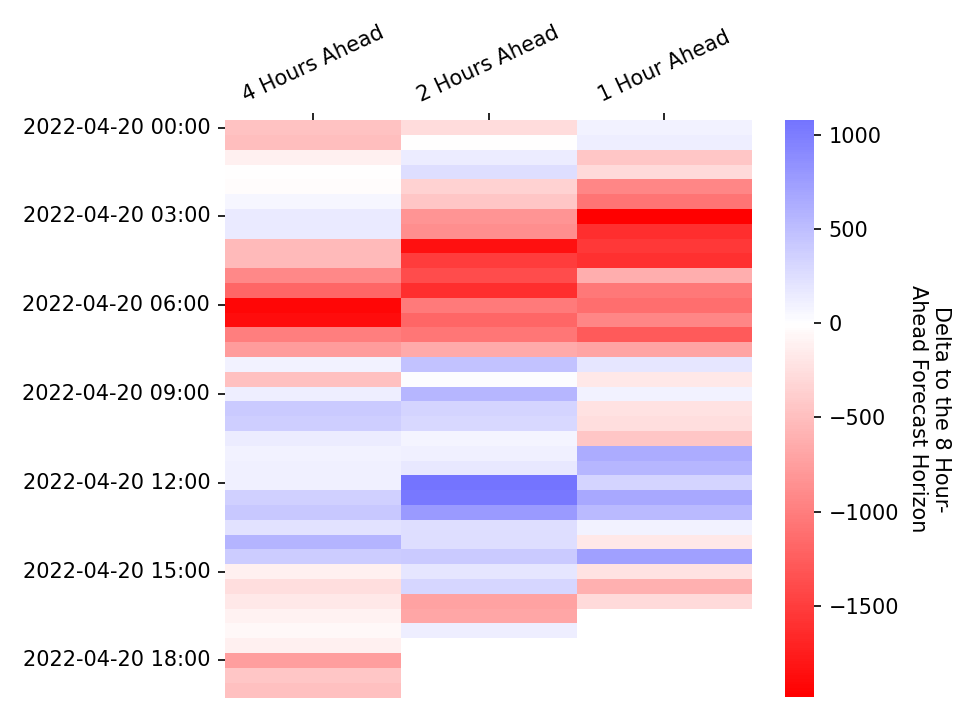 4 Hours Ahead
2 Hours Ahead
1 Hour Ahead
2022-04-20 00:00
2022-04-20 03:00
2022-04-20 06:00
2022-04-20 09:00
2022-04-20 12:00
2022-04-20 15:00
2022-04-20 18:00
1000
500
0
−500
−1000
−1500
Delta to the 8 Hour-
Ahead Forecast Horizon